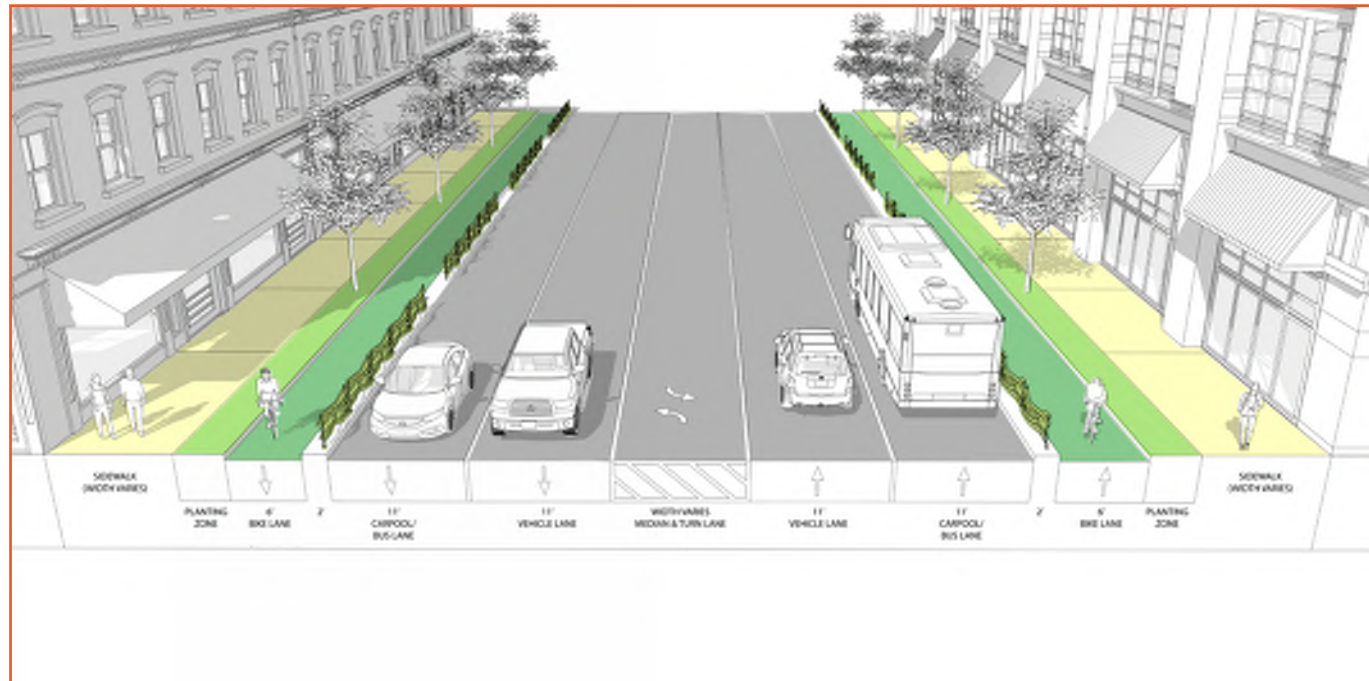 SIDEWALK
(WIDTH VARIES)
PLANTING
ZONE
6'
BIKE LANE
2'
11'
CARPOOL/
BUS LANE
11'
VEHICLE LANE
WIDTH VARIES
MEDIAN & TURN LANE
11'
VEHICLE LANE
11'
CARPOOL/
BUS LANE
2'
6'
BIKE LANE
PLANTING
ZONE
SIDEWALK
(WIDTH VARIES)